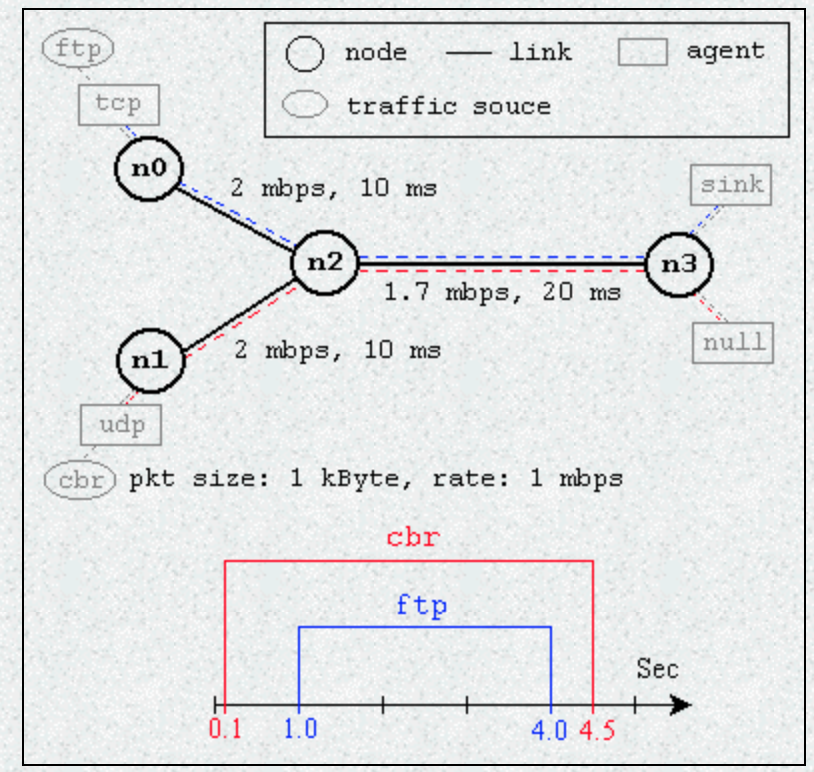 ftp
node
link
agent
tcp
traffic souce
n0
2 mbps, 10 ms
sink
n2
n3
1.7 mbps, 20 ms
n1
2 mbps, 10 ms
null
udp
cbr
pkt size: 1 kByte, rate: 1 mbps
cbr
ftp
Sec
0.1
1.0
4.0
4.5